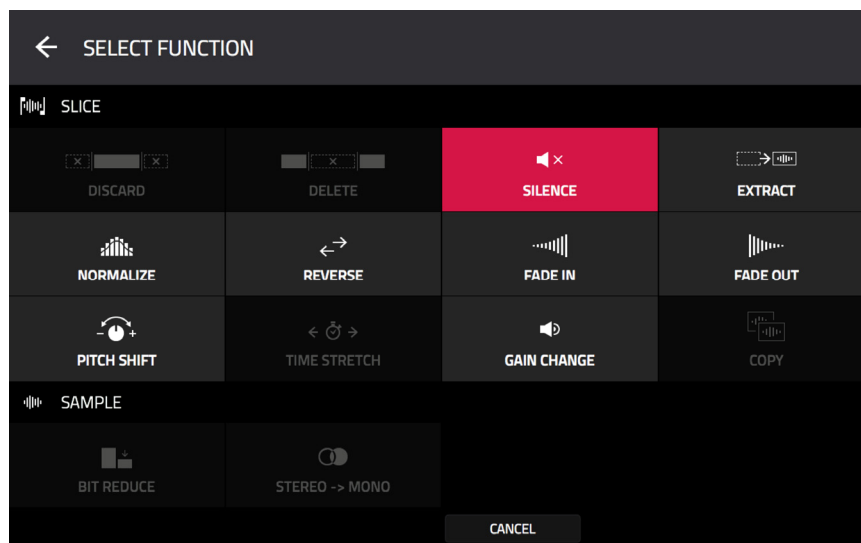 SELECT FUNCTION
SLICE
DISCARD
DELETE
SILENCE
EXTRACT
NORMALIZE
REVERSE
FADE IN
FADE OUT
PITCH SHIFT
TIME STRETCH
GAIN CHANGE
COPY
SAMPLE
BIT REDUCE
STEREO -> MONO
CANCEL